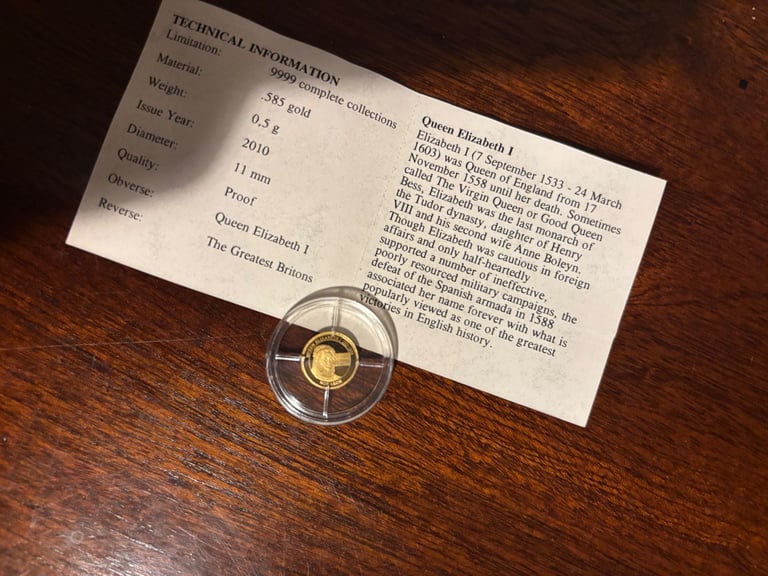 TECHNICAL INFORMATION
Limitation: 9999 complete collections
Material: .585 gold
Weight: 0.5 g
Issue Year: 2010
Diameter: 11 mm
Quality: Proof
Obverse: Queen Elizabeth I
Reverse: The Greatest Britons
Queen Elizabeth I
Elizabeth I (7 September 1533 - 24 March
1603) was Queen of England from 17
November 1558 until her death. Sometimes
called The Virgin Queen or Good Queen
Bess, Elizabeth was the last monarch of
the Tudor dynasty, daughter of Henry
VIII and his second wife Anne Boleyn.
Though Elizabeth was cautious in foreign
affairs and only half-heartedly
supported a number of ineffective,
poorly resourced military campaigns, the
defeat of the Spanish armada in 1588
associated her name forever with what is
popularly viewed as one of the greatest
victories in English history.